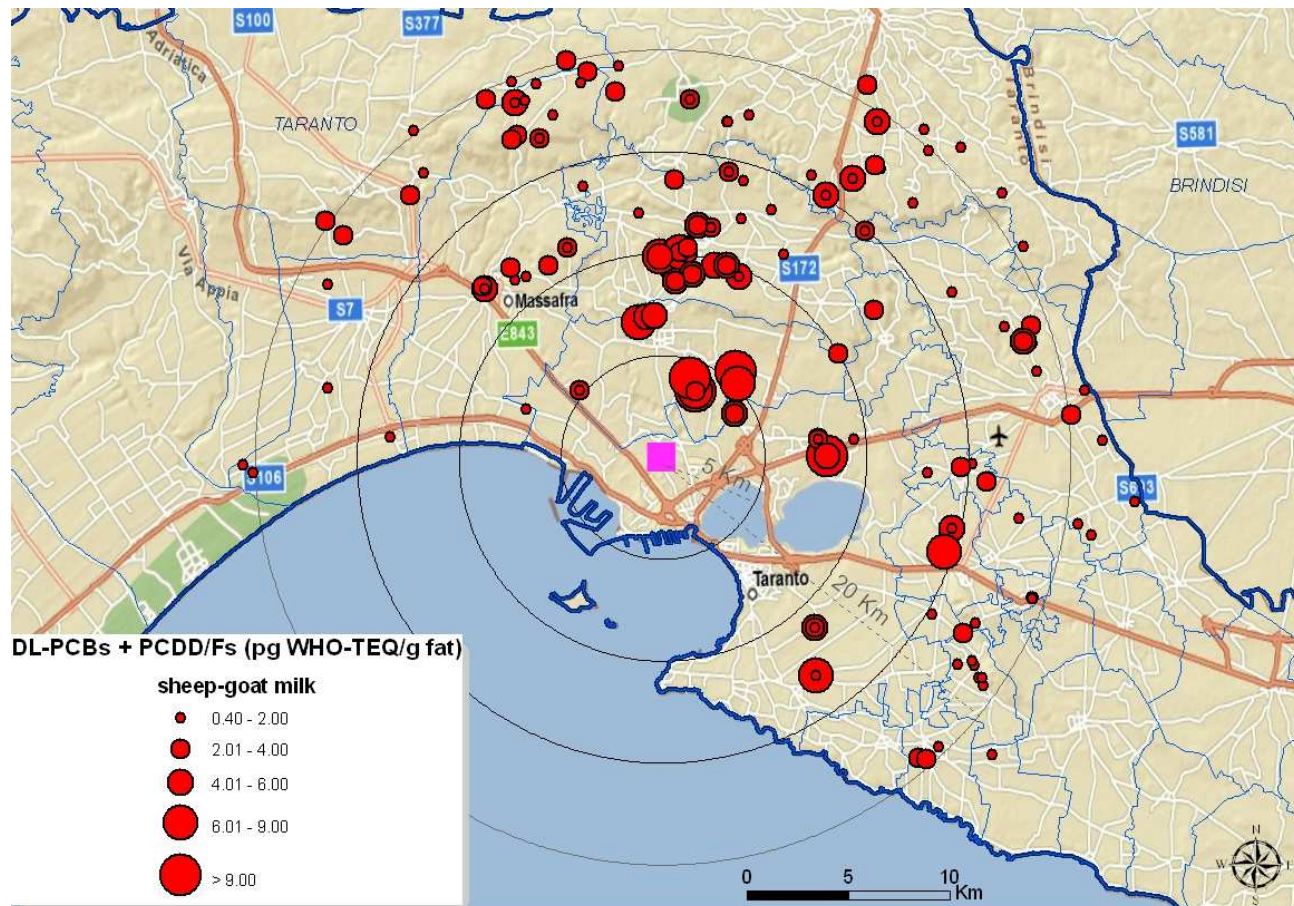 S100
S377
Adriatica
TARANTO
Brindisi
Taranto
S581
BRINDISI
Via Appia
S7
Massafra
E843
S172
S106
5 Km
S603
Taranto
20 Km
DL-PCBs + PCDD/Fs (pg WHO-TEQ/g fat)
sheep-goat milk
0.40 - 2.00
2.01 - 4.00
4.01 - 6.00
6.01 - 9.00
> 9.00
0 5 10
Km
N
W E
S